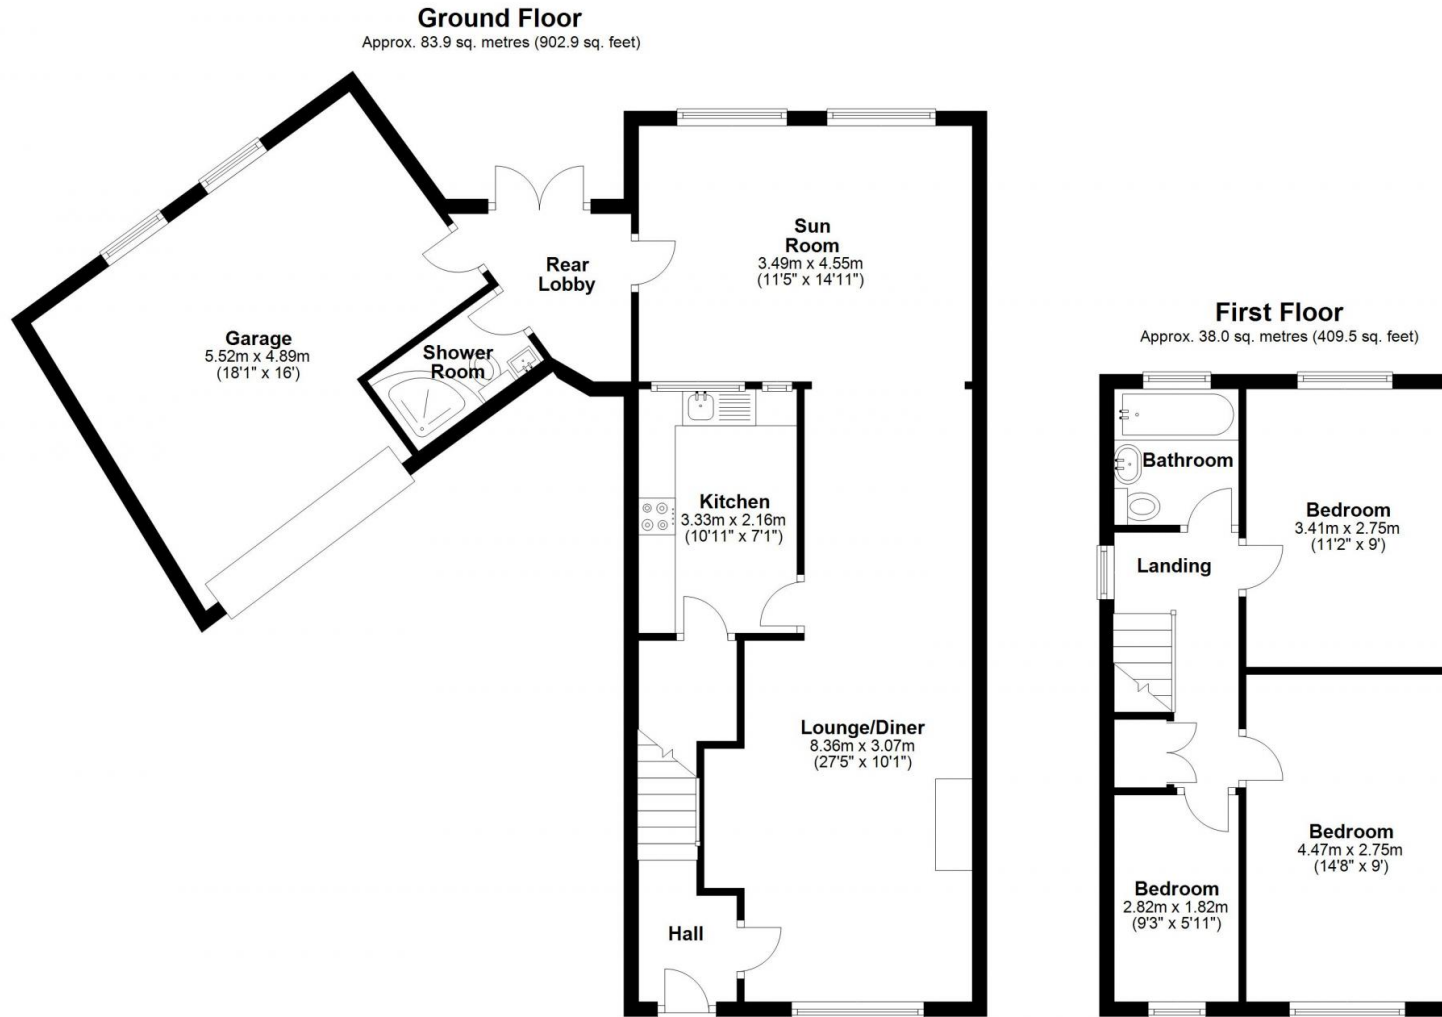 Ground Floor
Approx. 83.9 sq. metres (902.9 sq. feet)
Sun
Room
3.49m x 4.55m
(11'5" x 14'11")
Rear
Lobby
Garage
5.52m x 4.89m
(18'1" x 16')
Shower
Room
Kitchen
3.33m x 2.16m
(10'11" x 7'1")
Lounge/Diner
8.36m x 3.07m
(27'5" x 10'1")
Hall
First Floor
Approx. 38.0 sq. metres (409.5 sq. feet)
Bathroom
Bedroom
3.41m x 2.75m
(11'2" x 9')
Landing
Bedroom
4.47m x 2.75m
(14'8" x 9')
Bedroom
2.82m x 1.82m
(9'3" x 5'11")